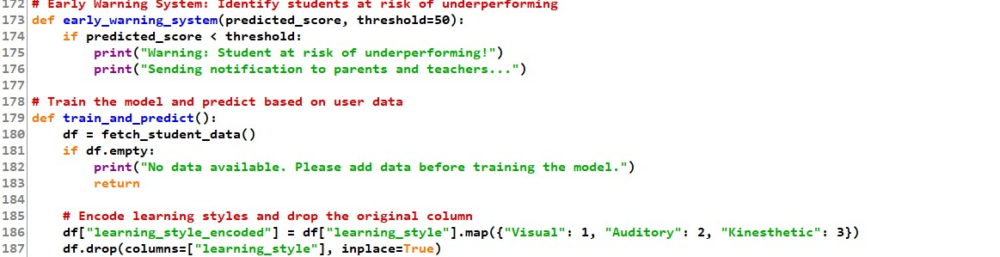 172 # Early Warning System: Identify students at risk of underperforming
173 def early_warning_system(predicted_score, threshold=50):
174     if predicted_score < threshold:
175         print("Warning: Student at risk of underperforming!")
176         print("Sending notification to parents and teachers...")
177
178 # Train the model and predict based on user data
179 def train_and_predict():
180     df = fetch_student_data()
181     if df.empty:
182         print("No data available. Please add data before training the model.")
183         return
184
185     # Encode learning styles and drop the original column
186     df["learning_style_encoded"] = df["learning_style"].map({"Visual": 1, "Auditory": 2, "Kinesthetic": 3})
187     df.drop(columns=["learning_style"], inplace=True)